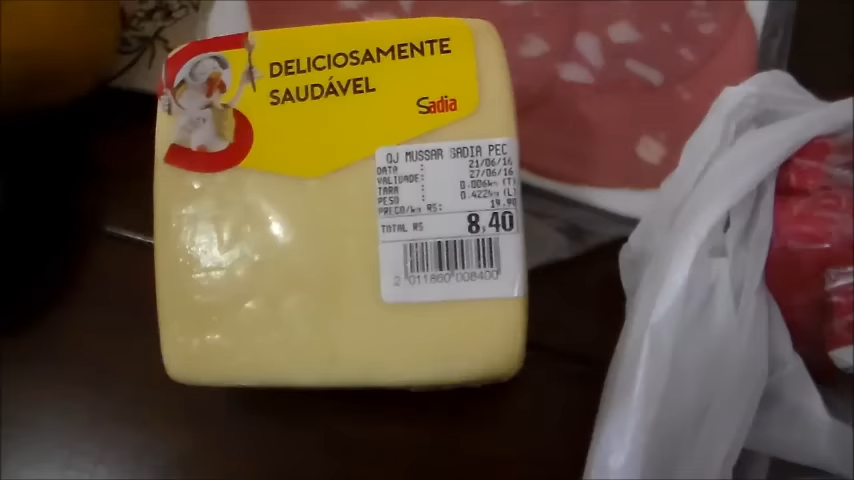 DELICIOSAMENTE
SAUDÁVEL
Sadia
QJ MUSSAR SADIA PEC
DATA : 21/06/16
VALIDADE: 27/06/16
TARA : 0.006kg (T)
PESO : 0.422kg (L)
PRECO/kg R$: 19.90
TOTAL R$ 8,40
2 011860 008400